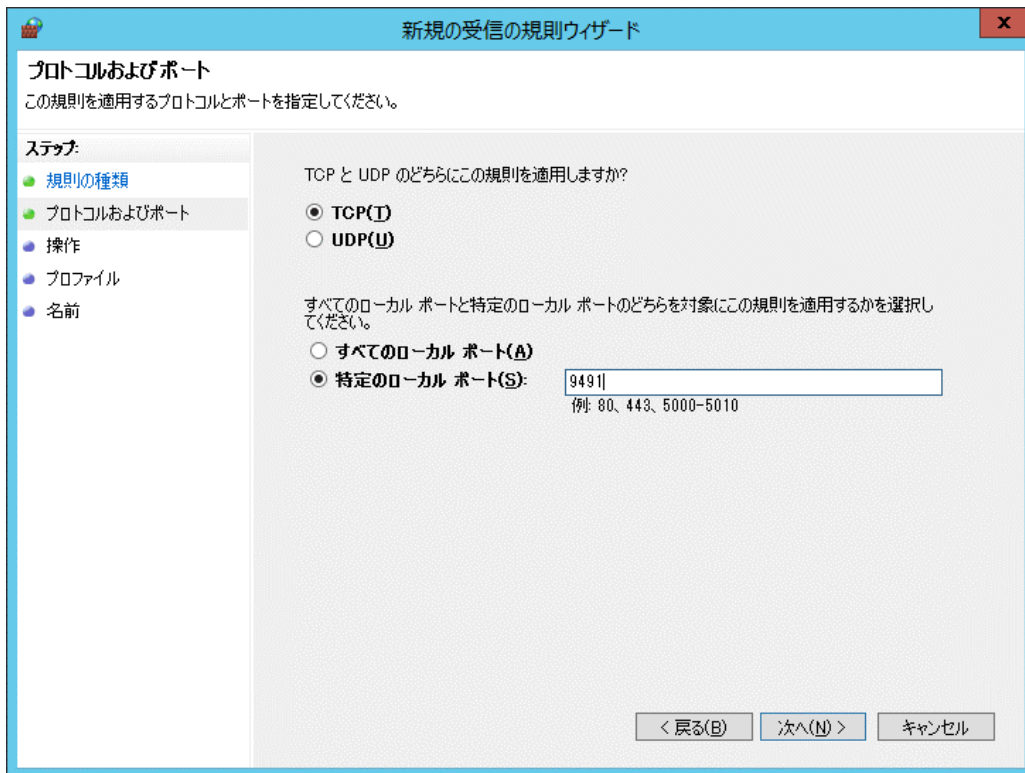 新規の受信の規則ウィザード
x
プロトコルおよびポート
この規則を適用するプロトコルとポートを指定してください。
ステップ:
規則の種類
プロトコルおよびポート
操作
プロファイル
名前
TCP と UDP のどちらにこの規則を適用しますか?
TCP(T)
UDP(U)
すべてのローカル ポートと特定のローカル ポートのどちらを対象にこの規則を適用するかを選択し
てください。
すべてのローカル ポート(A)
特定のローカル ポート(S):
9491
例: 80、443、5000-5010
< 戻る(B)
次へ(N) >
キャンセル